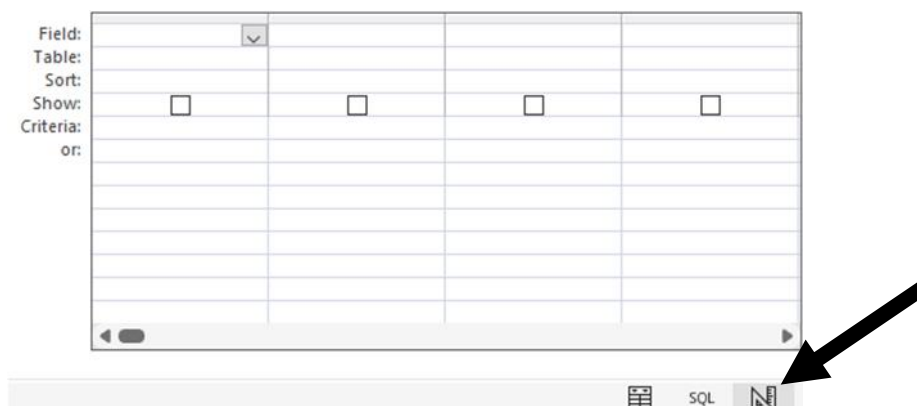 Field:
Table:
Sort:
Show:
Criteria:
or:
SQL